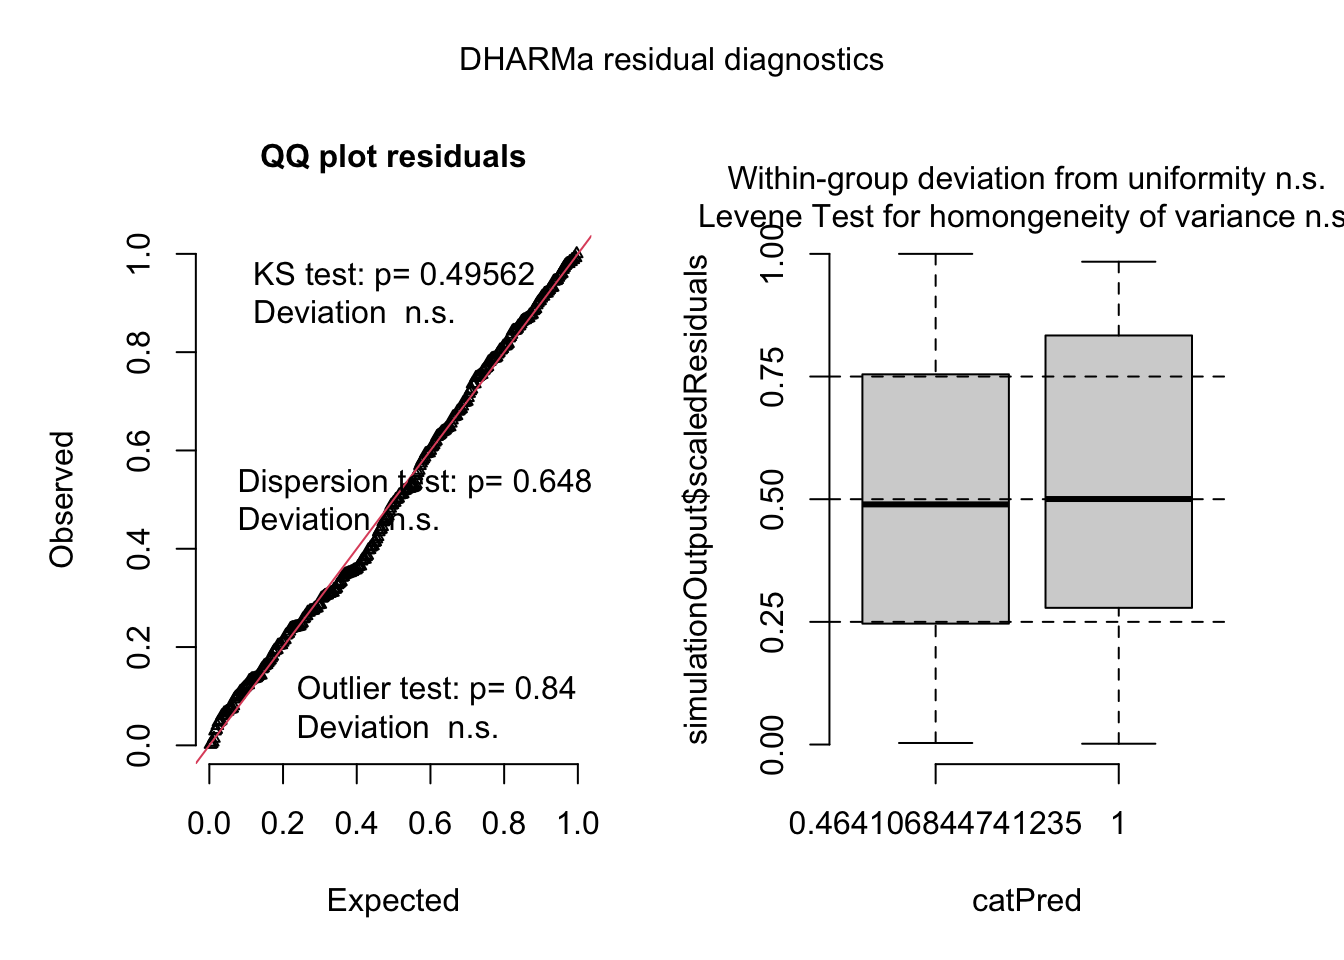 DHARMa residual diagnostics
QQ plot residuals
KS test: p= 0.49562
Deviation  n.s.
Dispersion test: p= 0.648
Deviation  n.s.
Outlier test: p= 0.84
Deviation  n.s.
Observed
0.0 0.2 0.4 0.6 0.8 1.0
0.0 0.2 0.4 0.6 0.8 1.0
Expected
Within-group deviation from uniformity n.s.
Levene Test for homongeneity of variance n.s
simulationOutput$scaledResiduals
0.00 0.25 0.50 0.75 1.00
0.464106844741235 1
catPred